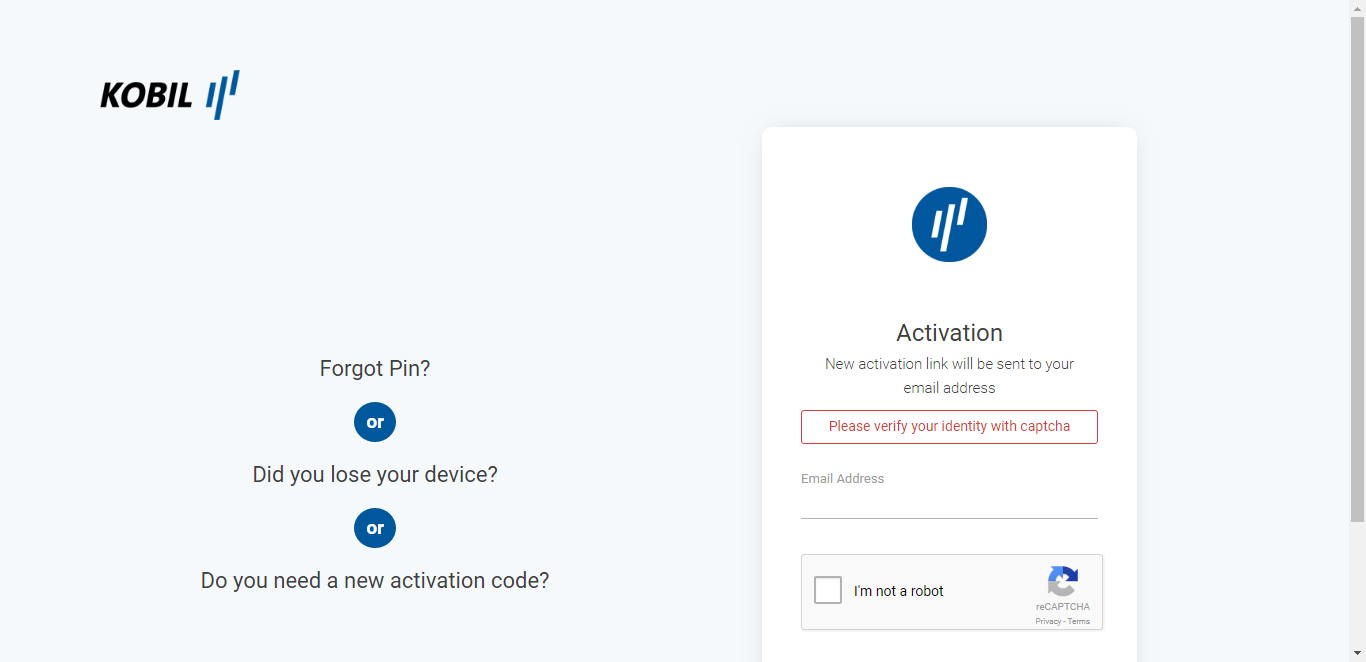 KOBIL
Forgot Pin?
or
Did you lose your device?
or
Do you need a new activation code?
Activation
New activation link will be sent to your
email address
Please verify your identity with captcha
Email Address
I'm not a robot
reCAPTCHA
Privacy - Terms